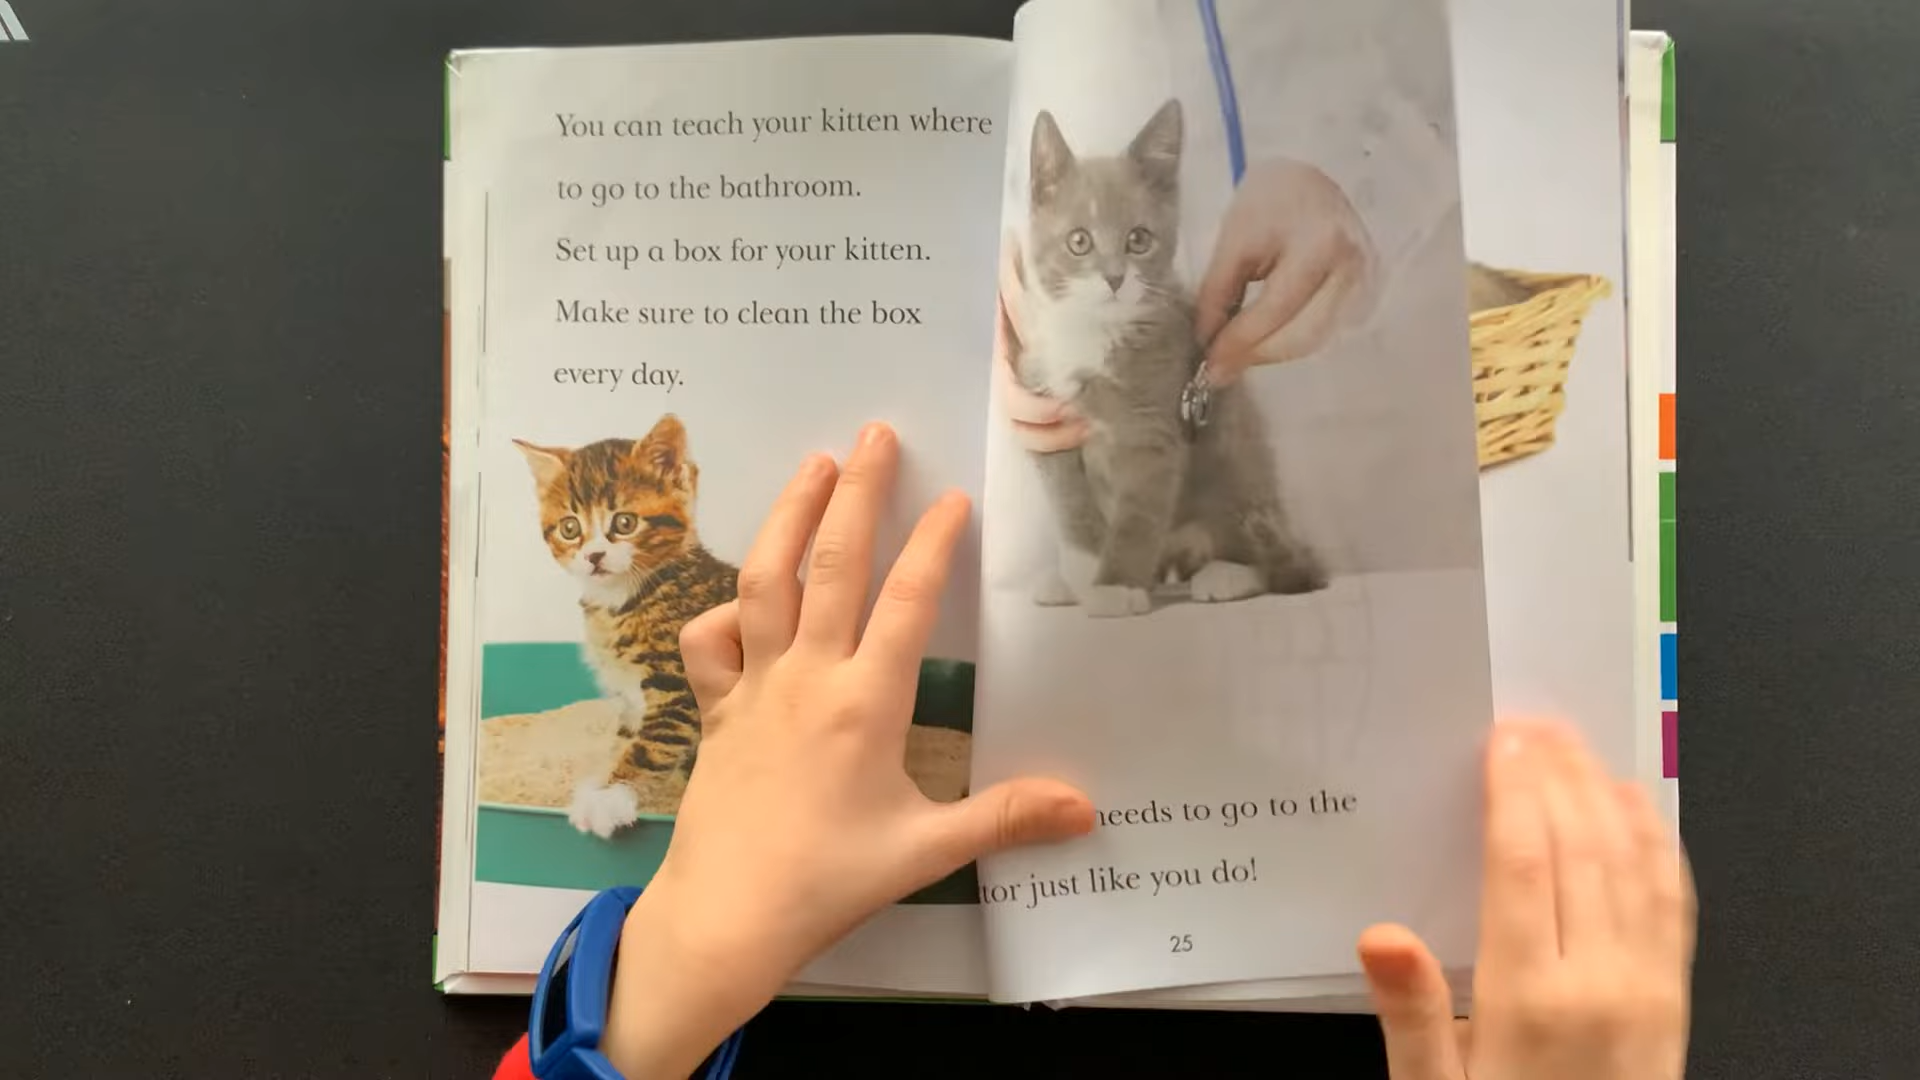 You can teach your kitten where
to go to the bathroom.
Set up a box for your kitten.
Make sure to clean the box
every day.
needs to go to the
tor just like you do!
25